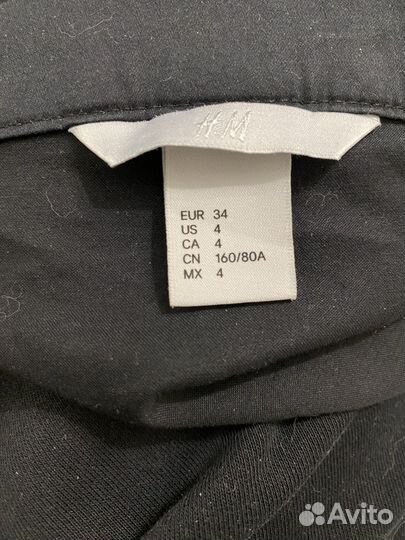 H&M
EUR 34
US 4
CA 4
CN 160/80A
MX 4
Avito